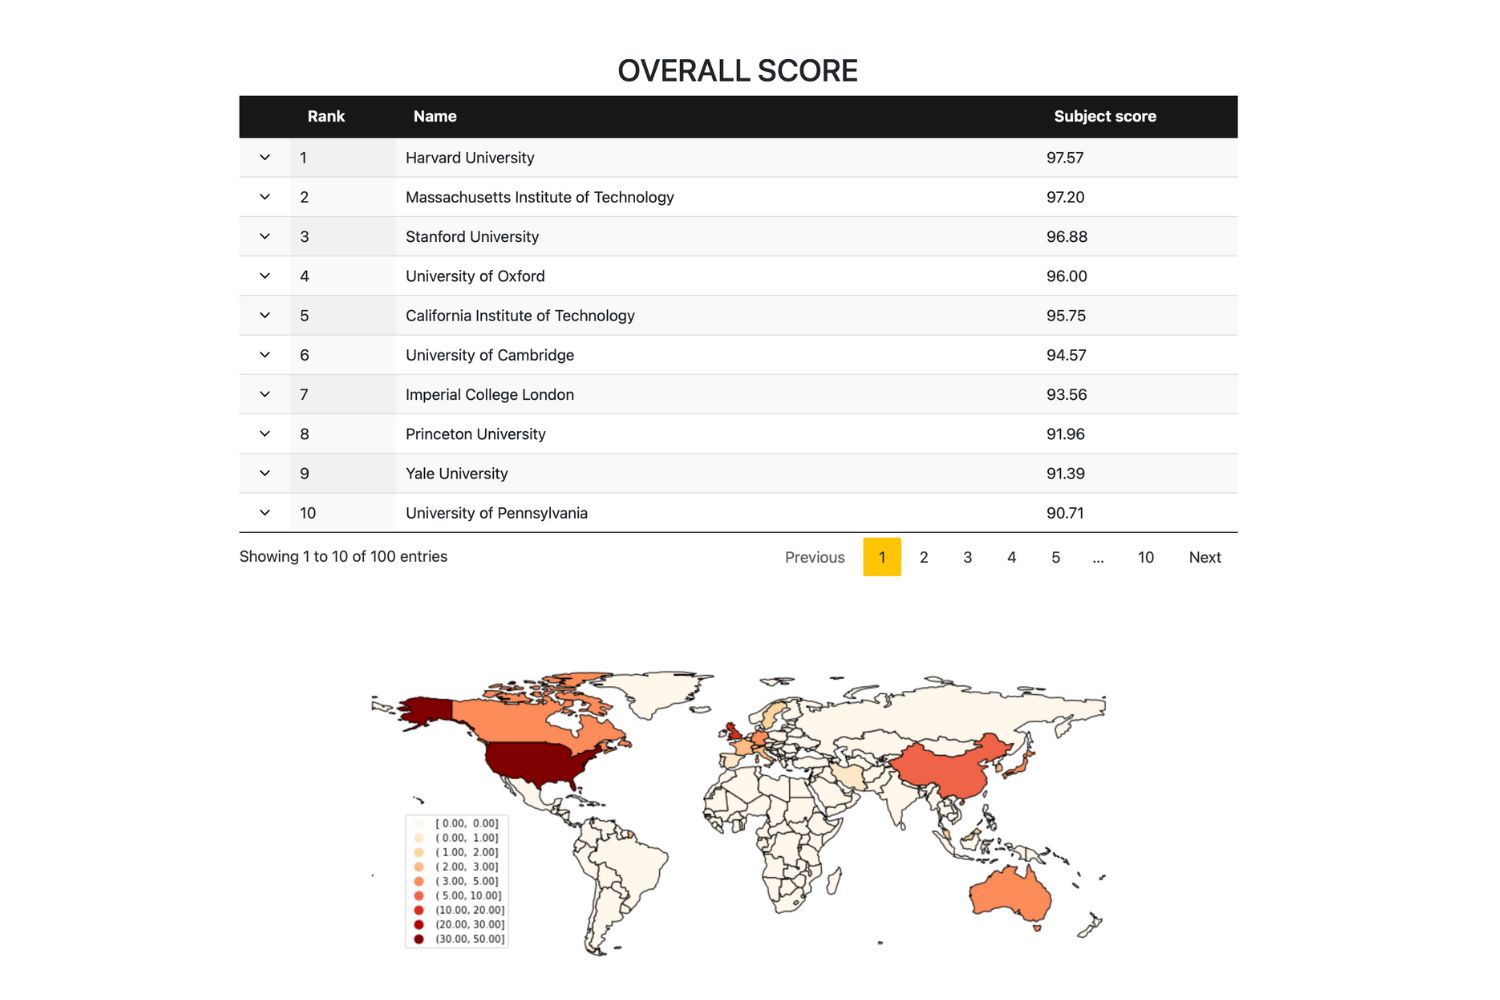 OVERALL SCORE
Rank Name Subject score
1 Harvard University 97.57
2 Massachusetts Institute of Technology 97.20
3 Stanford University 96.88
4 University of Oxford 96.00
5 California Institute of Technology 95.75
6 University of Cambridge 94.57
7 Imperial College London 93.56
8 Princeton University 91.96
9 Yale University 91.39
10 University of Pennsylvania 90.71
Showing 1 to 10 of 100 entries Previous 1 2 3 4 5 ... 10 Next
[ 0.00, 0.00]
( 0.00, 1.00]
( 1.00, 2.00]
( 2.00, 3.00]
( 3.00, 5.00]
( 5.00, 10.00]
(10.00, 20.00]
(20.00, 30.00]
(30.00, 50.00]